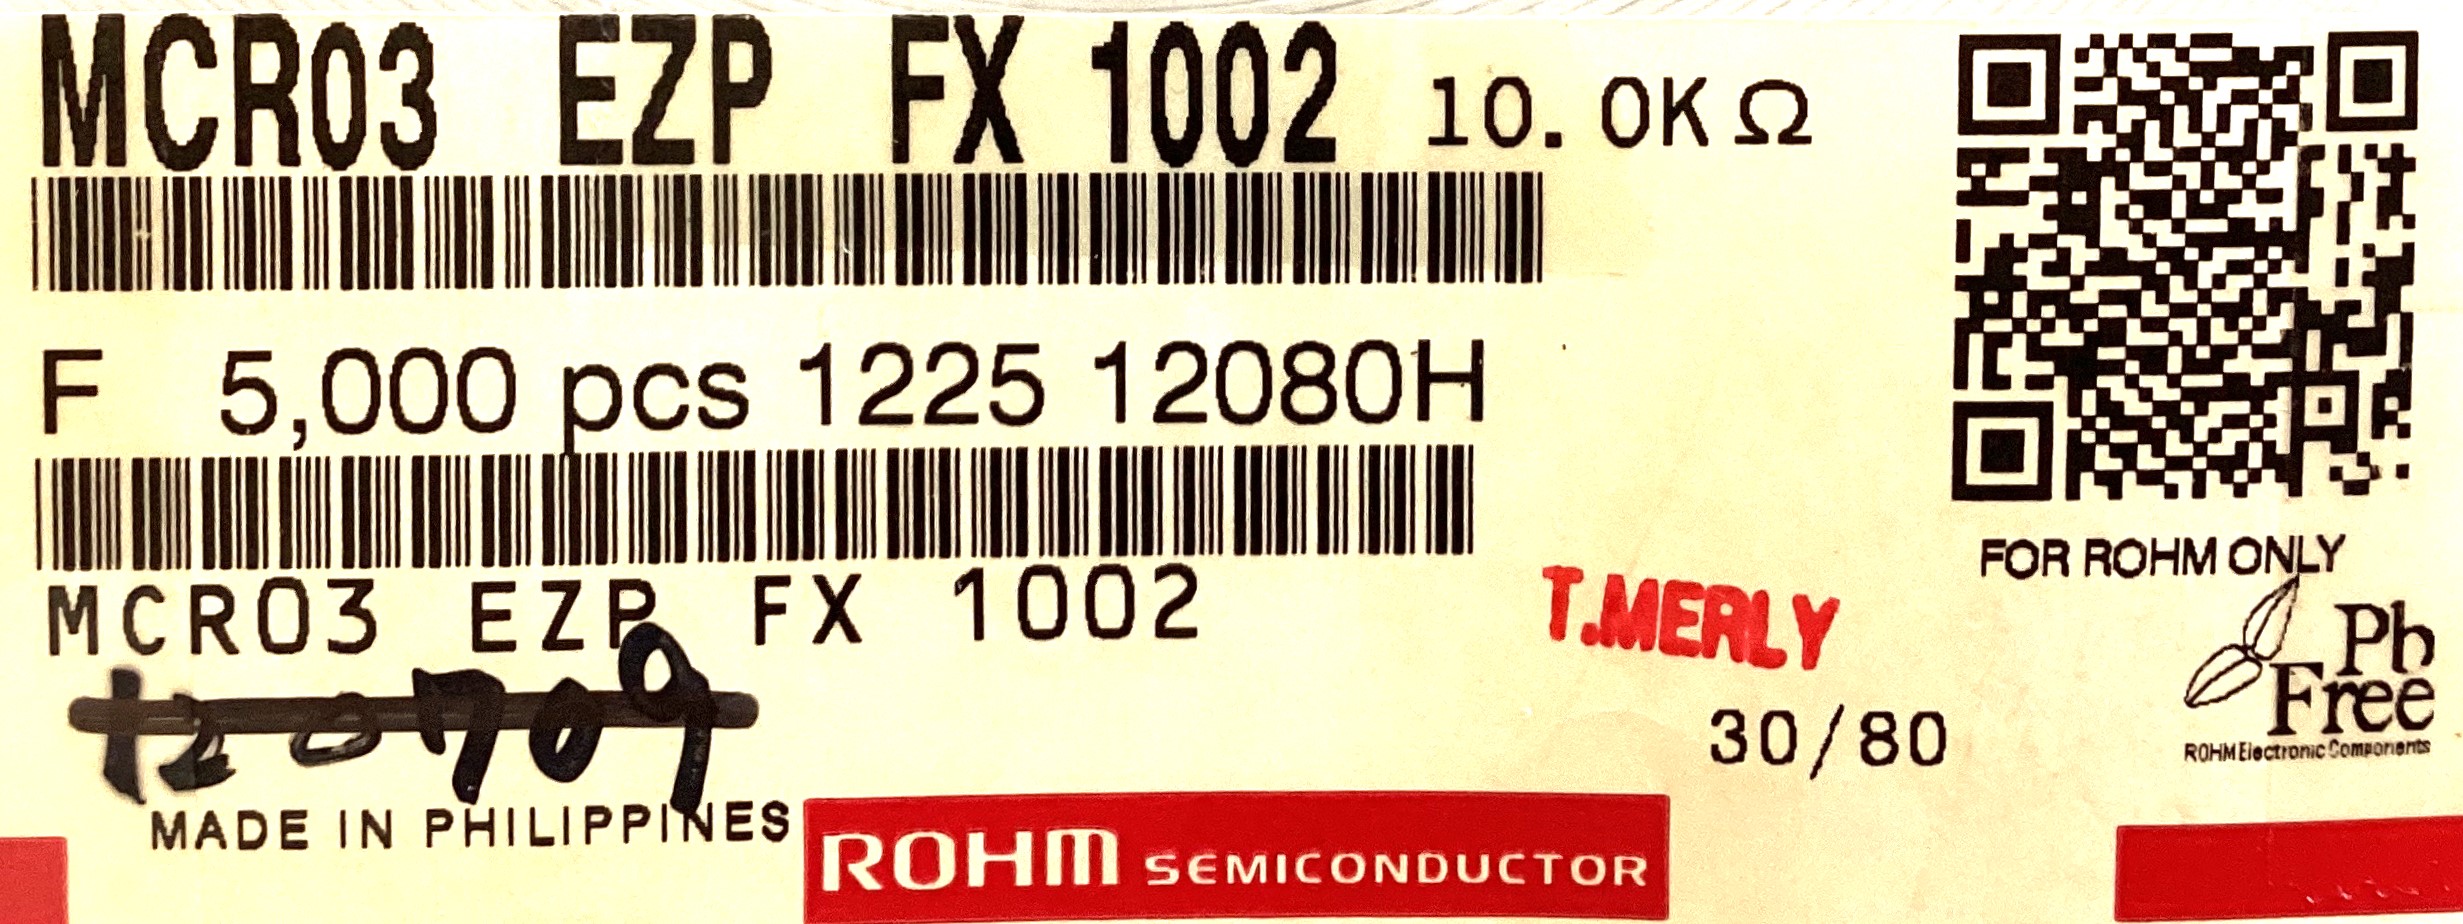 MCR03 EZP FX 1002 10.0KΩ
F 5,000 pcs 1225 12080H
MCR03 EZP FX 1002
FOR ROHM ONLY
T.MERLY
Pb
Free
ROHM Electronic Components
120709
30/80
MADE IN PHILIPPINES
ROHM SEMICONDUCTOR